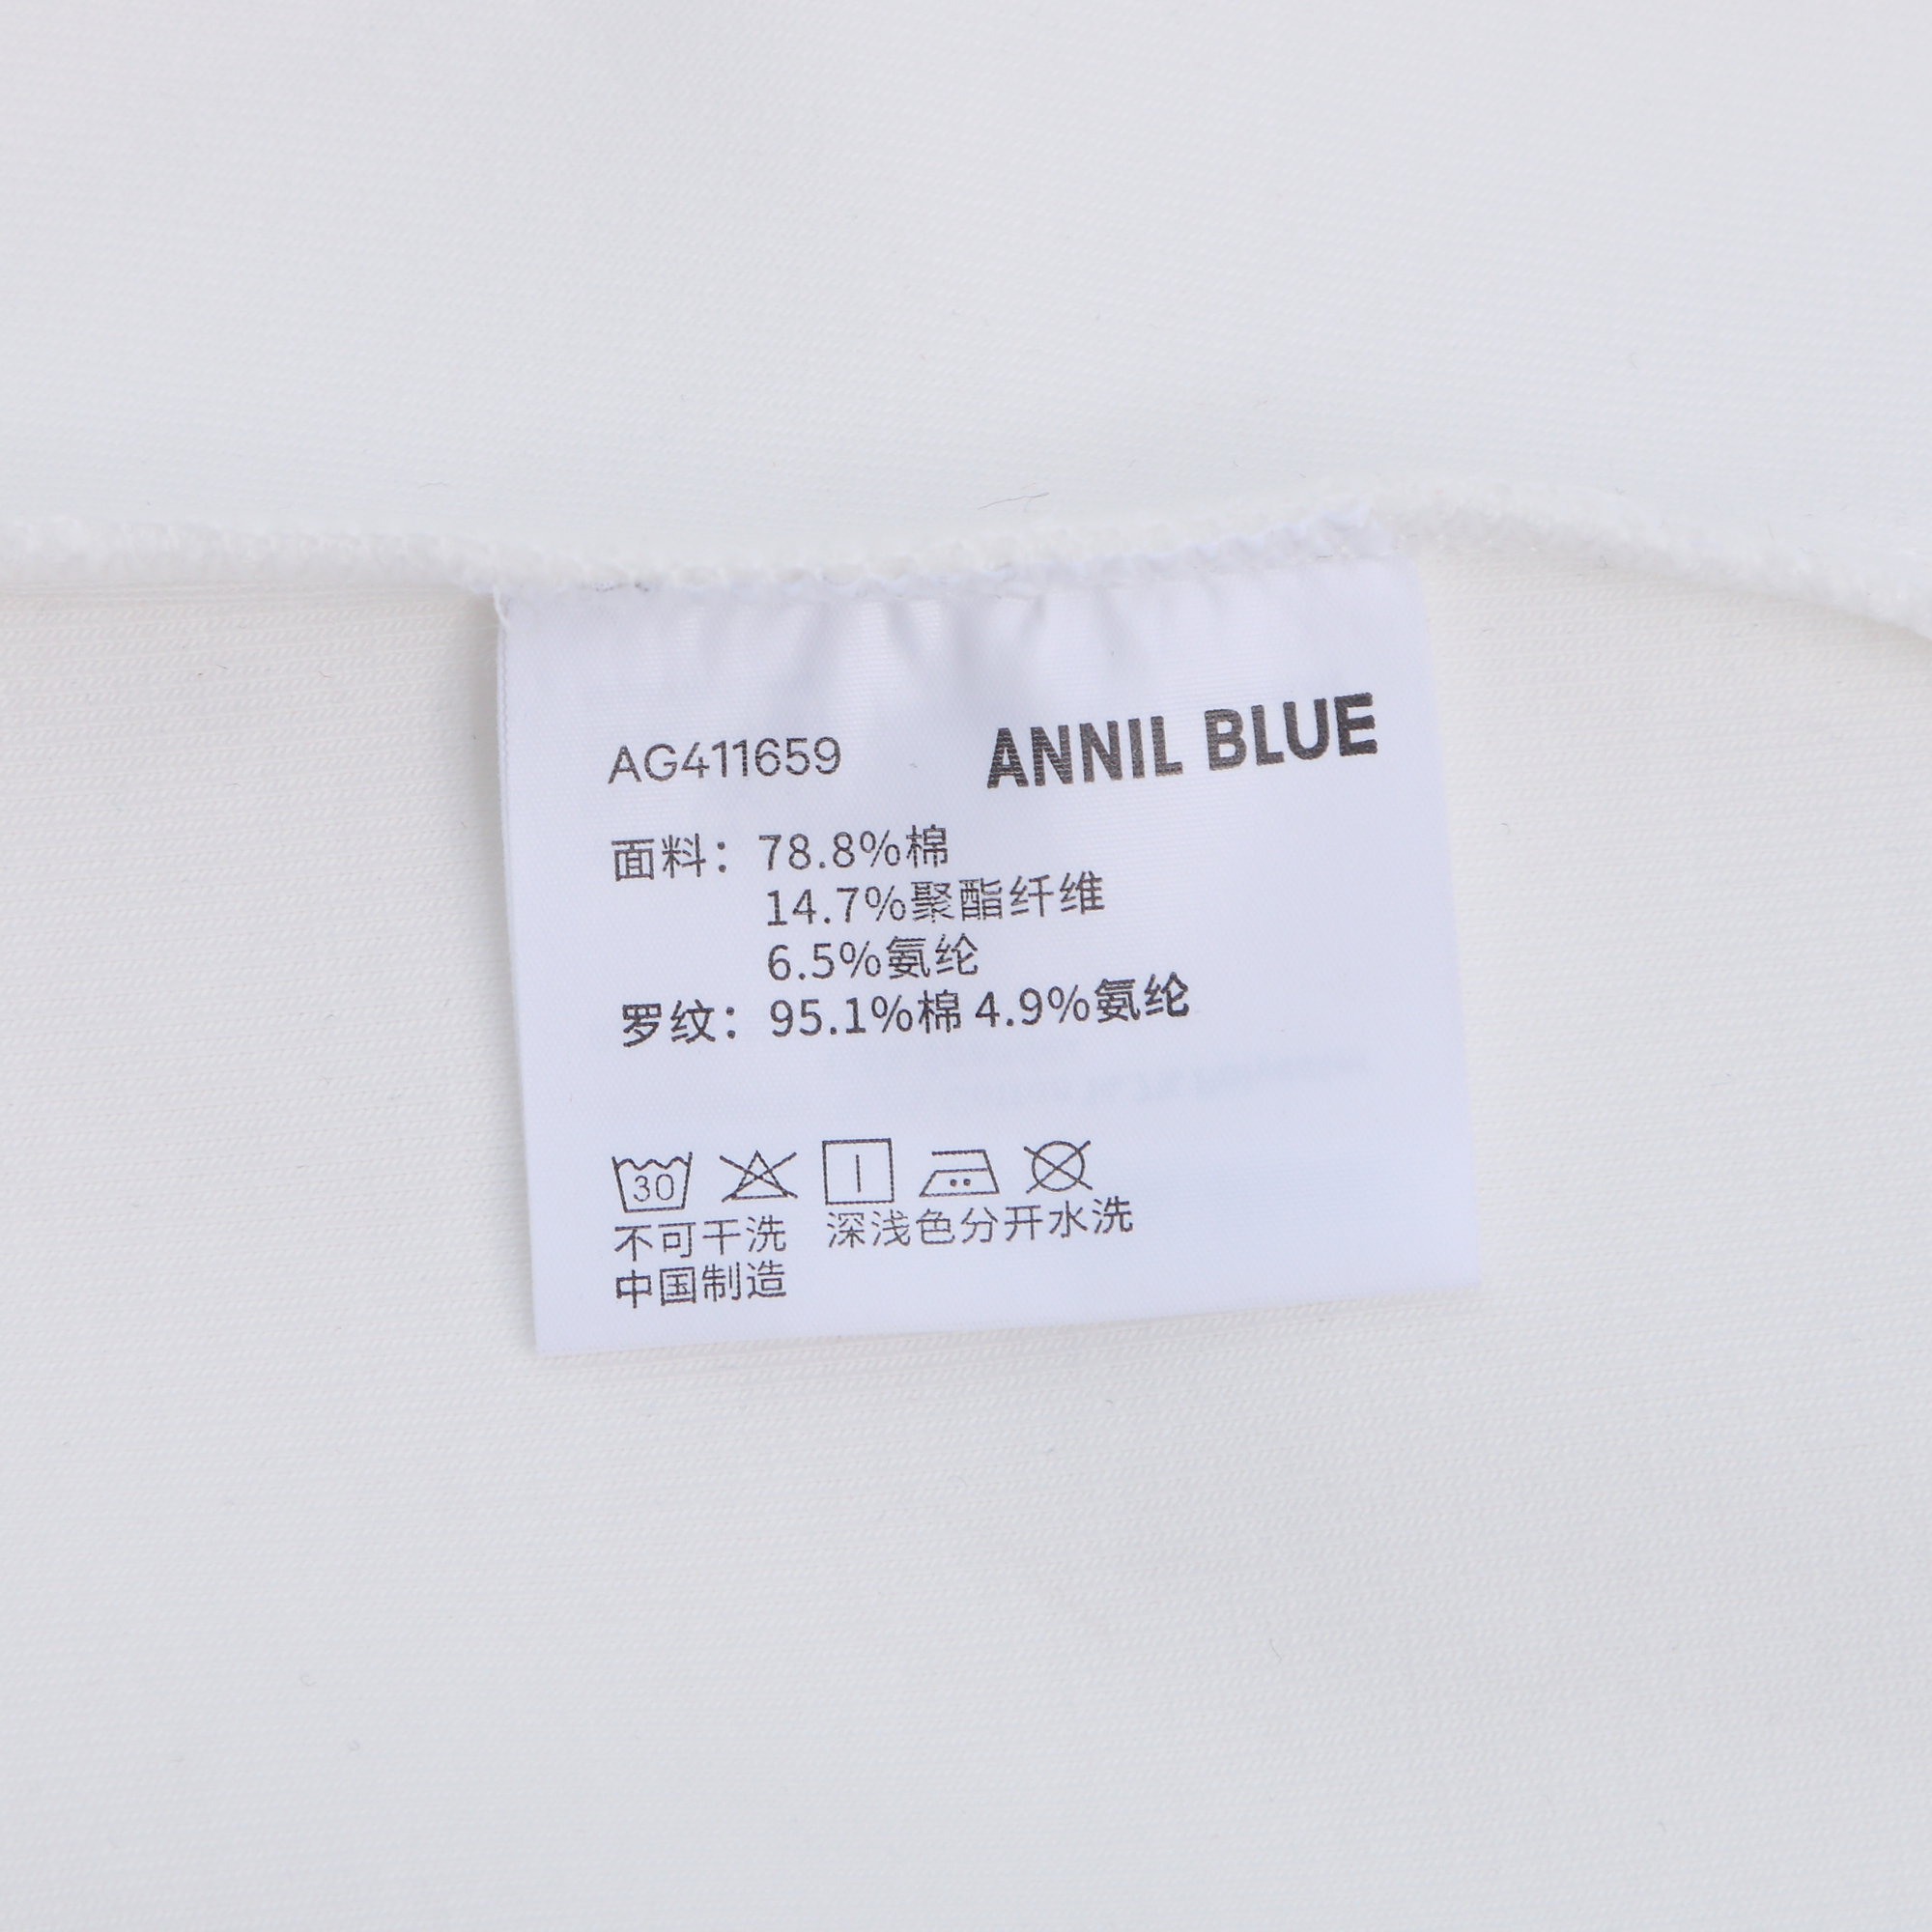 AG411659 ANNIL BLUE
面料：78.8%棉
14.7%聚酯纤维
6.5%氨纶
罗纹：95.1%棉 4.9%氨纶
30
不可干洗 深浅色分开水洗
中国制造